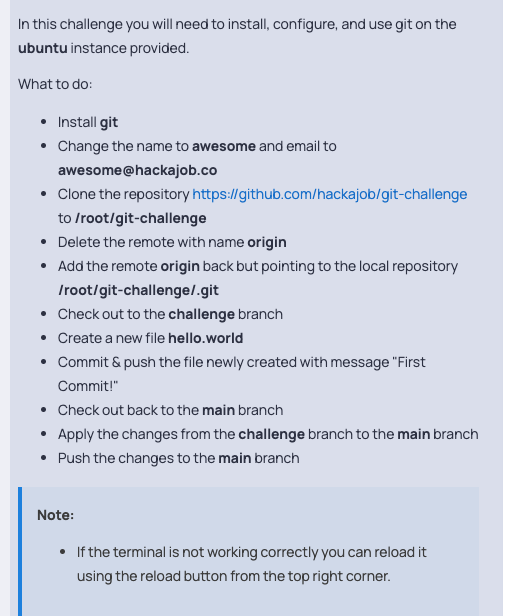 In this challenge you will need to install, configure, and use git on the
ubuntu instance provided.
What to do:
• Install git
• Change the name to awesome and email to
awesome@hackajob.co
• Clone the repository https://github.com/hackajob/git-challenge
to /root/git-challenge
• Delete the remote with name origin
• Add the remote origin back but pointing to the local repository
/root/git-challenge/.git
• Check out to the challenge branch
• Create a new file hello.world
• Commit & push the file newly created with message "First
Commit!"
• Check out back to the main branch
• Apply the changes from the challenge branch to the main branch
• Push the changes to the main branch
Note:
• If the terminal is not working correctly you can reload it
using the reload button from the top right corner.